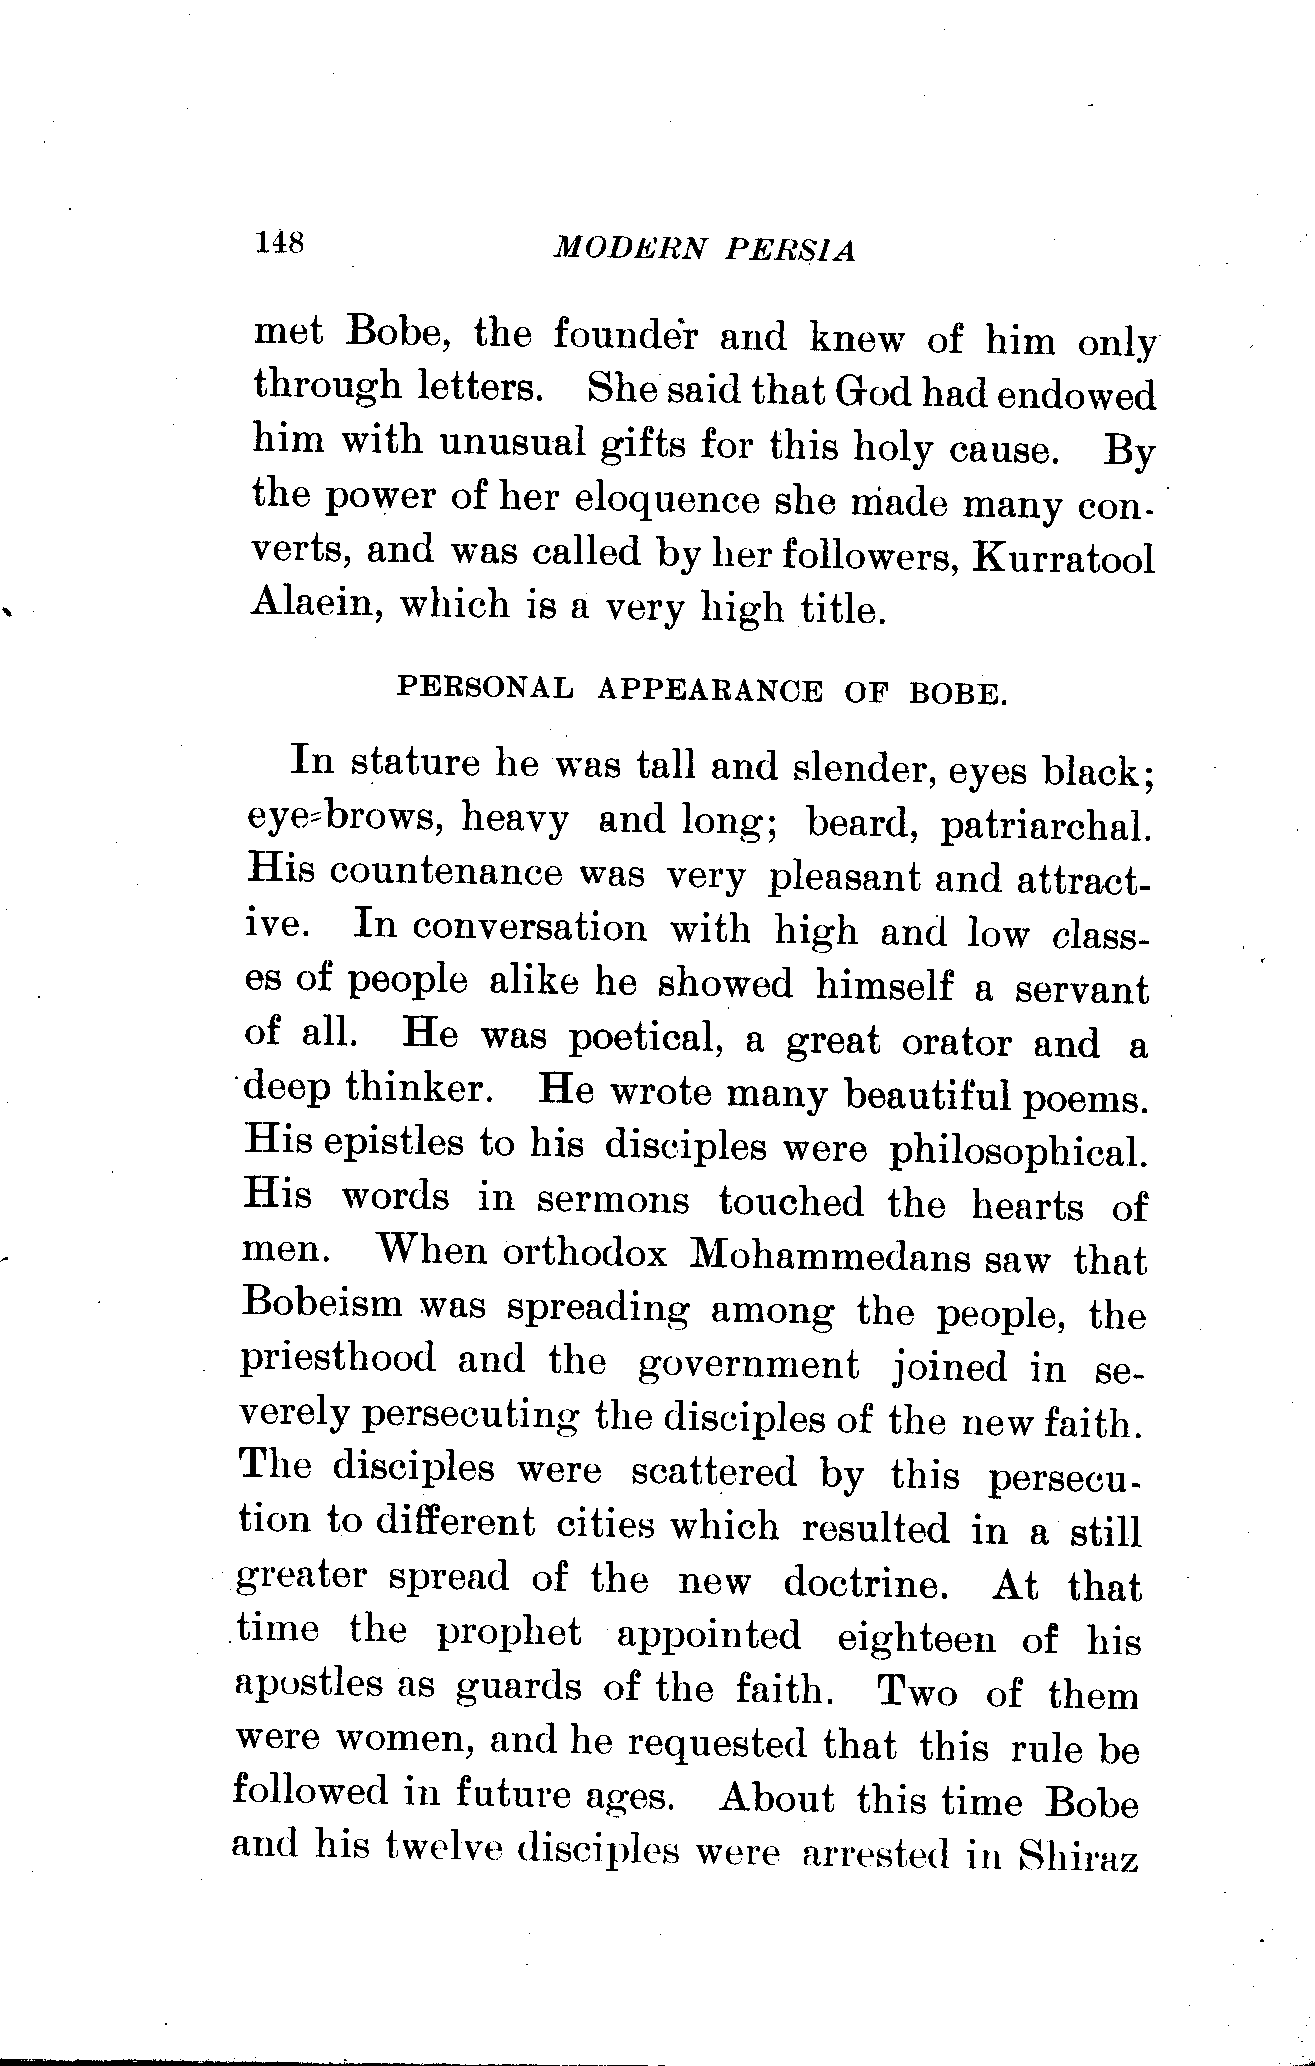 148 MODERN PERSIA
met Bobe, the founder and knew of him only
through letters. She said that God had endowed
him with unusual gifts for this holy cause. By
the power of her eloquence she made many con-
verts, and was called by her followers, Kurratool
Alaein, which is a very high title.
PERSONAL APPEARANCE OF BOBE.
In stature he was tall and slender, eyes black;
eye-brows, heavy and long; beard, patriarchal.
His countenance was very pleasant and attract-
ive. In conversation with high and low class-
es of people alike he showed himself a servant
of all. He was poetical, a great orator and a
deep thinker. He wrote many beautiful poems.
His epistles to his disciples were philosophical.
His words in sermons touched the hearts of
men. When orthodox Mohammedans saw that
Bobeism was spreading among the people, the
priesthood and the government joined in se-
verely persecuting the disciples of the new faith.
The disciples were scattered by this persecu-
tion to different cities which resulted in a still
greater spread of the new doctrine. At that
time the prophet appointed eighteen of his
apostles as guards of the faith. Two of them
were women, and he requested that this rule be
followed in future ages. About this time Bobe
and his twelve disciples were arrested in Shiraz